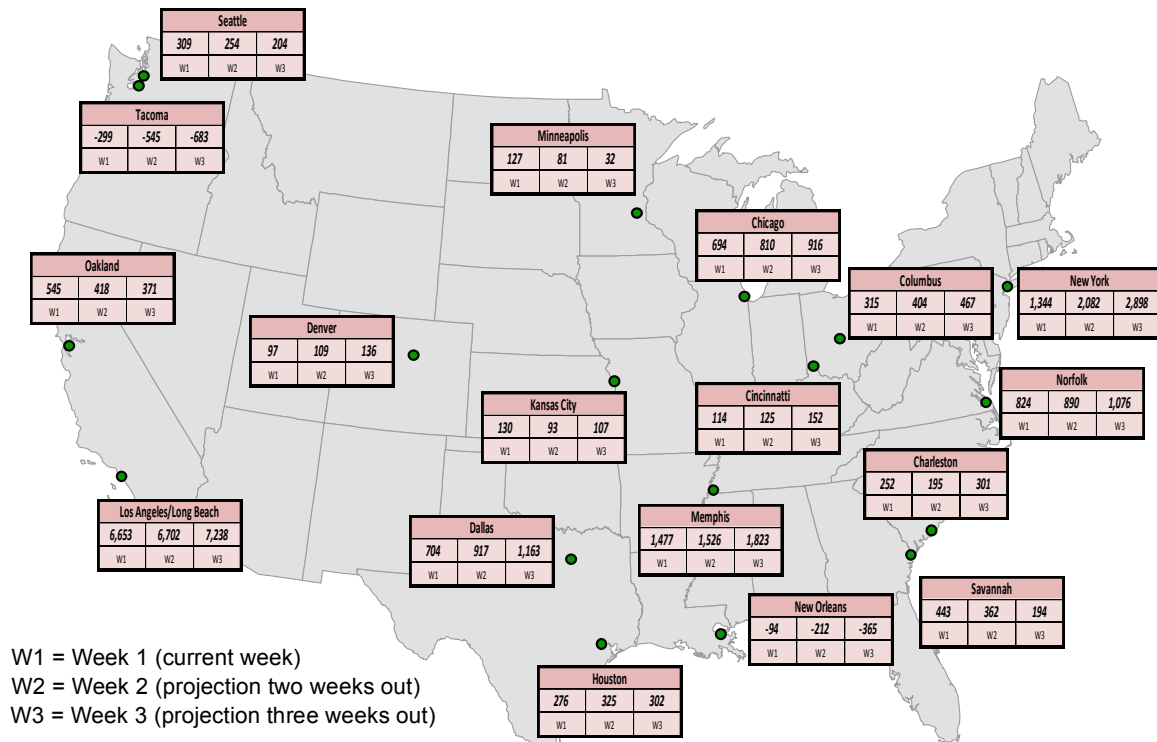 Seattle
309 254 204
W1 W2 W3
Tacoma
-299 -545 -683
W1 W2 W3
Minneapolis
127 81 32
W1 W2 W3
Chicago
694 810 916
W1 W2 W3
Oakland
545 418 371
W1 W2 W3
Columbus
315 404 467
W1 W2 W3
New York
1,344 2,082 2,898
W1 W2 W3
Denver
97 109 136
W1 W2 W3
Norfolk
824 890 1,076
W1 W2 W3
Kansas City
130 93 107
W1 W2 W3
Cincinnatti
114 125 152
W1 W2 W3
Charleston
252 195 301
W1 W2 W3
Los Angeles/Long Beach
6,653 6,702 7,238
W1 W2 W3
Dallas
704 917 1,163
W1 W2 W3
Memphis
1,477 1,526 1,823
W1 W2 W3
Savannah
443 362 194
W1 W2 W3
New Orleans
-94 -212 -365
W1 W2 W3
Houston
276 325 302
W1 W2 W3
W1 = Week 1 (current week)
W2 = Week 2 (projection two weeks out)
W3 = Week 3 (projection three weeks out)